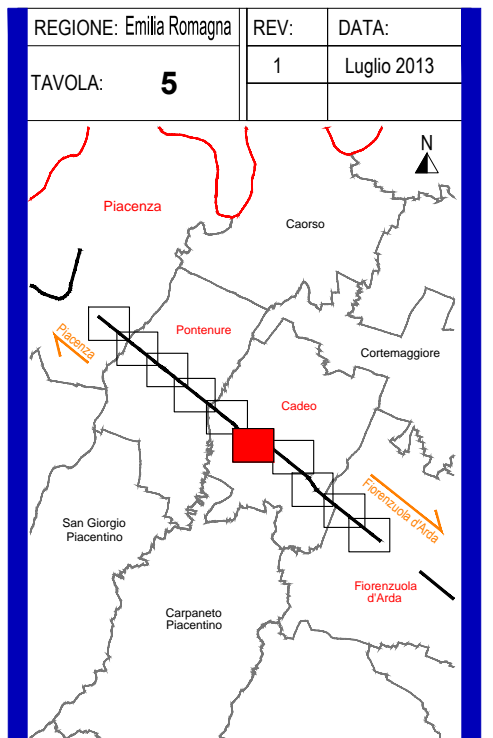 REGIONE: Emilia Romagna
REV:
DATA:
TAVOLA: 5
1
Luglio 2013
N
Piacenza
Caorso
Piacenza
Pontenure
Cortemaggiore
Cadeo
Fiorenzuola d'Arda
San Giorgio
Piacentino
Fiorenzuola
d'Arda
Carpaneto
Piacentino